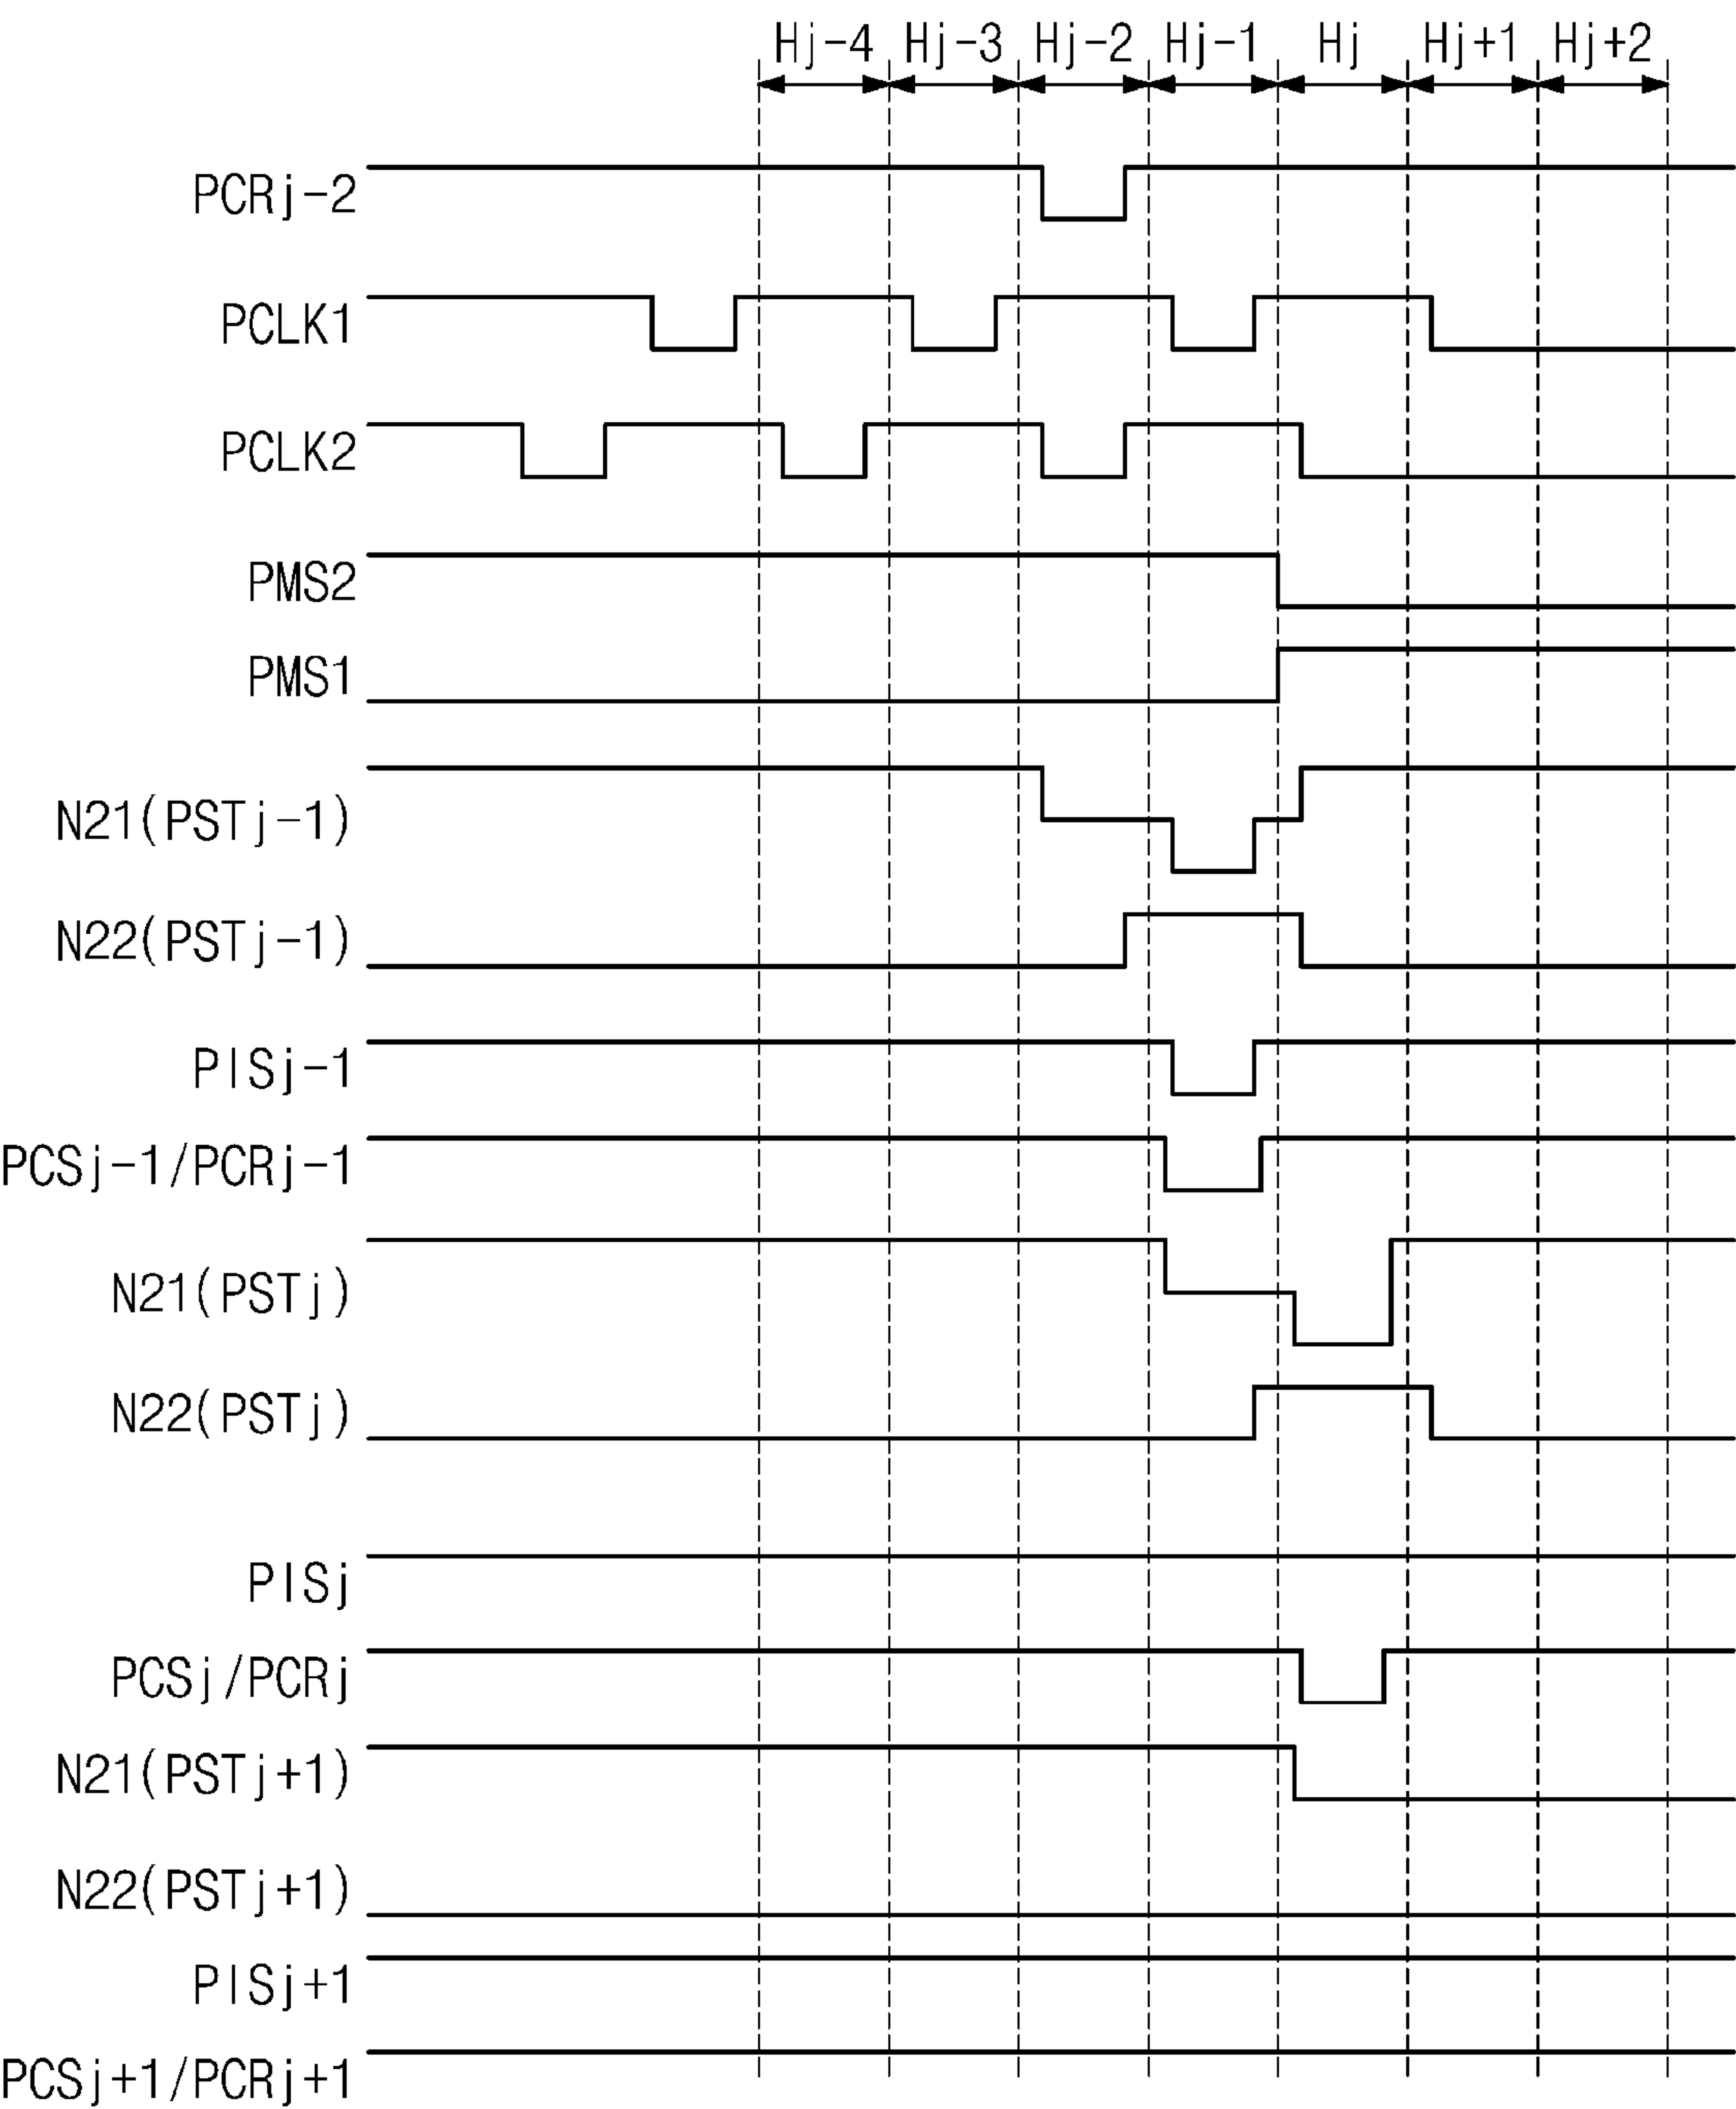 Hj-4 Hj-3 Hj-2 Hj-1 Hj Hj+1 Hj+2
PCRj-2
PCLK1
PCLK2
PMS2
PMS1
N21(PSTj-1)
N22(PSTj-1)
PISj-1
PCSj-1/PCRj-1
N21(PSTj)
N22(PSTj)
PISj
PCSj/PCRj
N21(PSTj+1)
N22(PSTj+1)
PISj+1
PCSj+1/PCRj+1